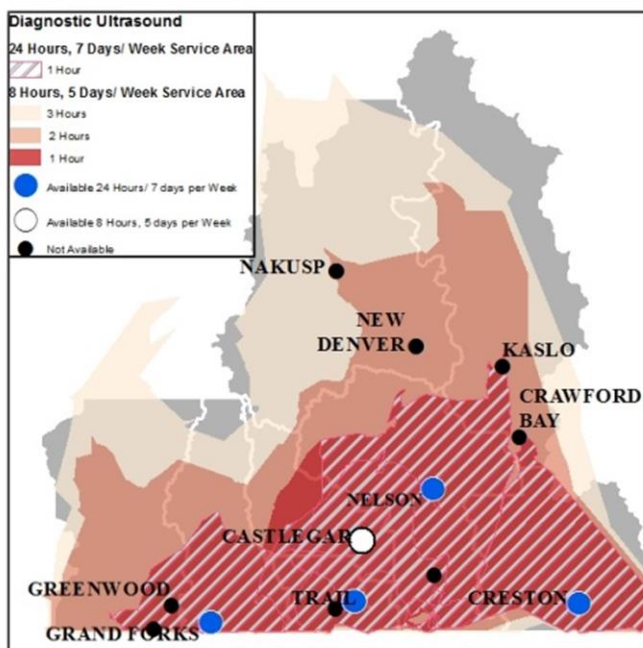 Diagnostic Ultrasound
24 Hours, 7 Days/ Week Service Area
1 Hour
8 Hours, 5 Days/ Week Service Area
3 Hours
2 Hours
1 Hour
Available 24 Hours/ 7 days per Week
Available 8 Hours, 5 days per Week
Not Available
NAKUSP
NEW
DENVER
KASLO
CRAWFORD
BAY
NELSON
CASTLEGAR
GREENWOOD
TRAIL
CRESTON
GRAND FORKS